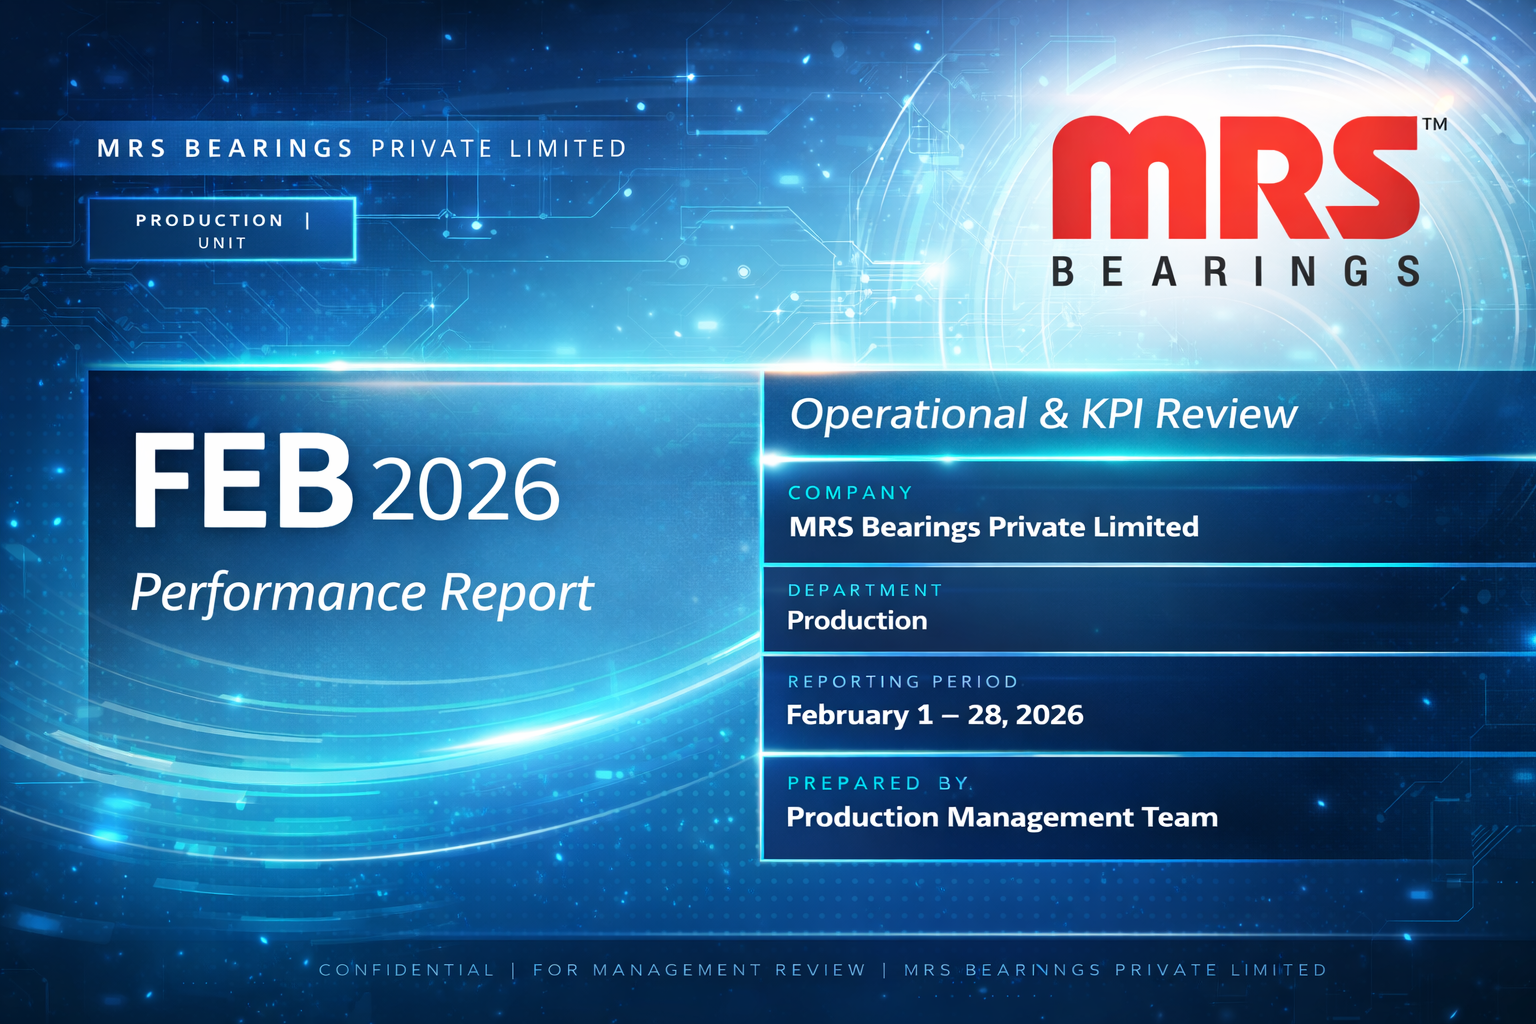 MRS BEARINGS PRIVATE LIMITED
PRODUCTION |
UNIT
MRS™
BEARINGS
FEB 2026
Performance Report
Operational & KPI Review
COMPANY
MRS Bearings Private Limited
DEPARTMENT
Production
REPORTING PERIOD
February 1 – 28, 2026
PREPARED BY.
Production Management Team
CONFIDENTIAL | FOR MANAGEMENT REVIEW | MRS BEARINNGS PRIVATE LIMITED